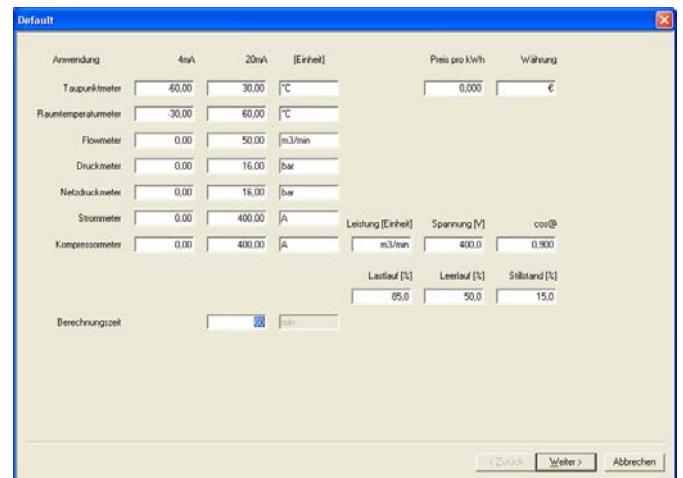 Default
Anwendung 4mA 20mA [Einheit] Preis pro kWh Währung
Taupunktmeter -60,00 30,00 °C 0,000 €
Raumtemperaturmeter -30,00 60,00 °C
Flowmeter 0,00 50,00 m3/min
Druckmeter 0,00 16,00 bar
Netzdruckmeter 0,00 16,00 bar
Strommeter 0,00 400,00 A Leistung [Einheit] Spannung [V] cos@
Kompressormeter 0,00 400,00 A m3/min 400,0 0,900
Lastlauf [%] Leerlauf [%] Stillstand [%]
85,0 50,0 15,0
Berechnungszeit 60 min
< Zurück Weiter > Abbrechen